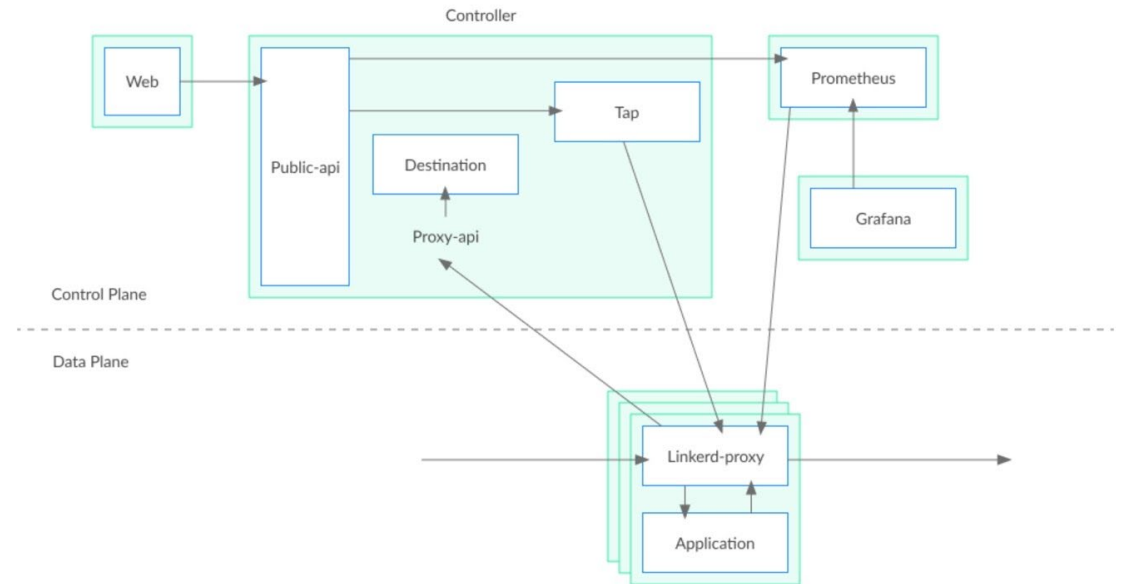 Controller
Web
Public-api
Tap
Prometheus
Destination
Proxy-api
Grafana
Control Plane
Data Plane
Linkerd-proxy
Application